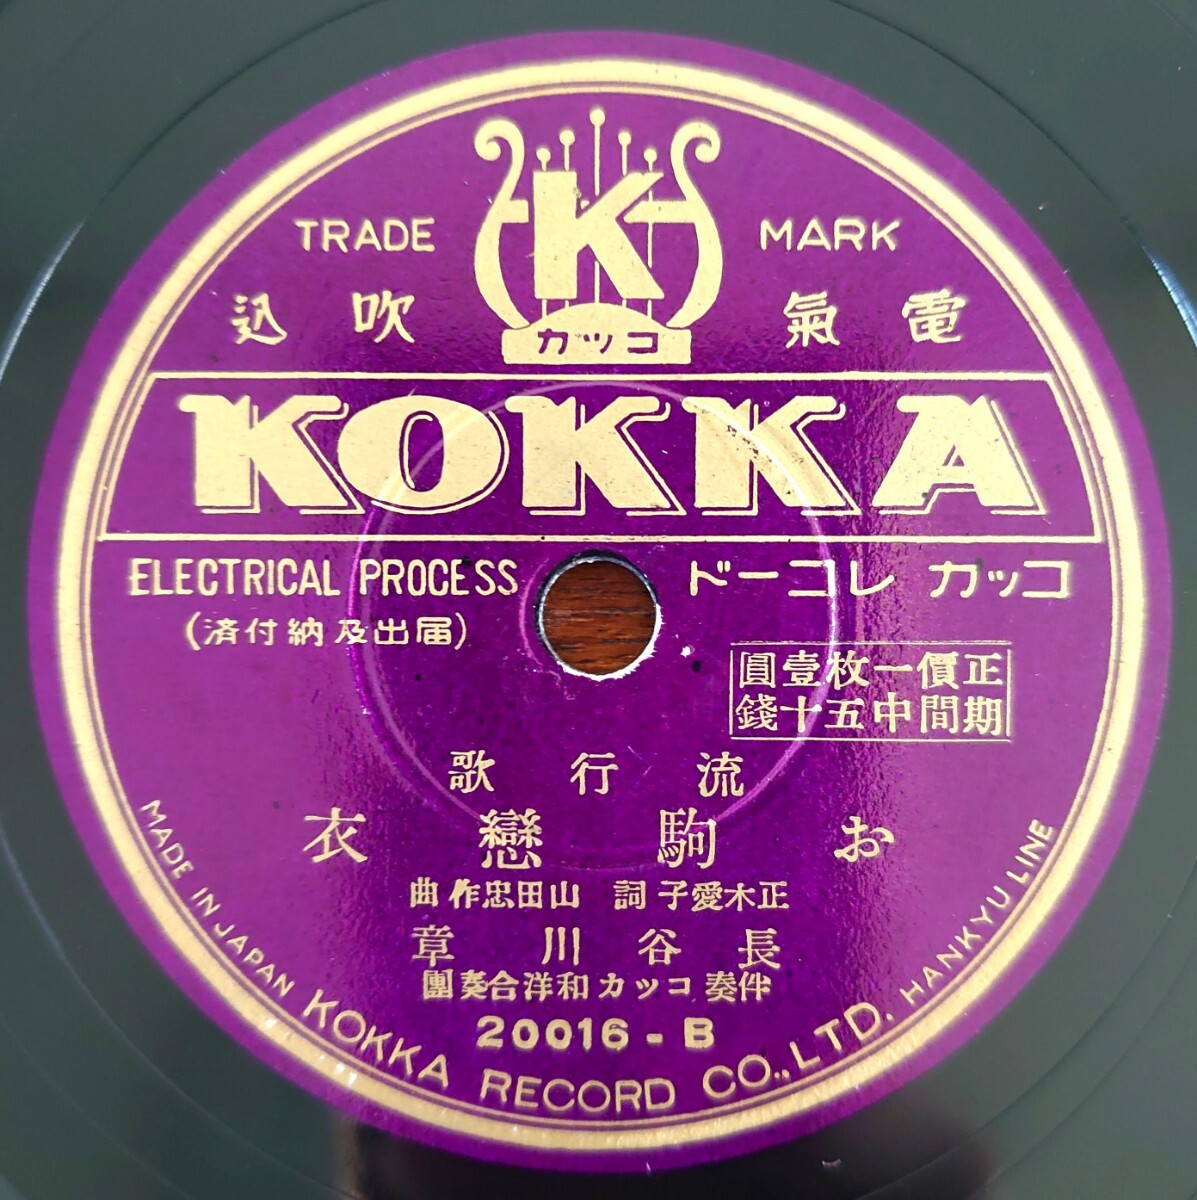 K
TRADE MARK
電氣吹込
コッカ
KOKKA
ELECTRICAL PROCESS
コッカ レコード
(届出及納付済)
正價一枚壹圓
期間中五十錢
流行歌
お駒戀衣
正木愛子詞 山田忠作曲
長谷川章
伴奏コッカ和洋合奏團
20016-B
MADE IN JAPAN KOKKA RECORD CO., LTD. HANKYU LINE